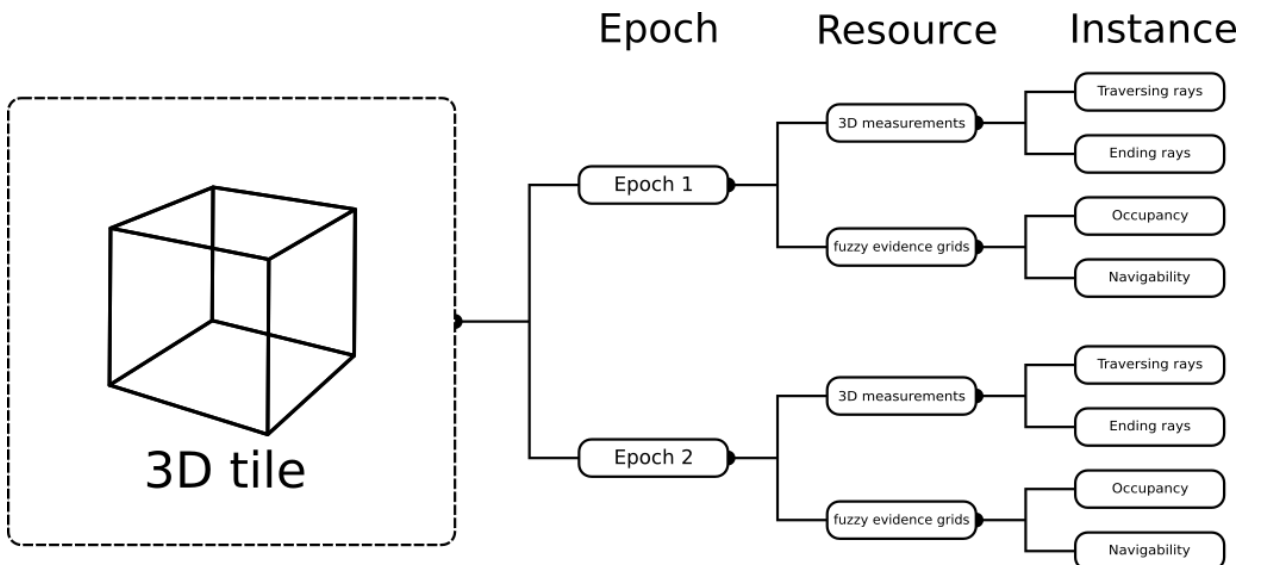 Epoch
Resource
Instance
3D tile
Epoch 1
3D measurements
Traversing rays
Ending rays
fuzzy evidence grids
Occupancy
Navigability
Epoch 2
3D measurements
Traversing rays
Ending rays
fuzzy evidence grids
Occupancy
Navigability